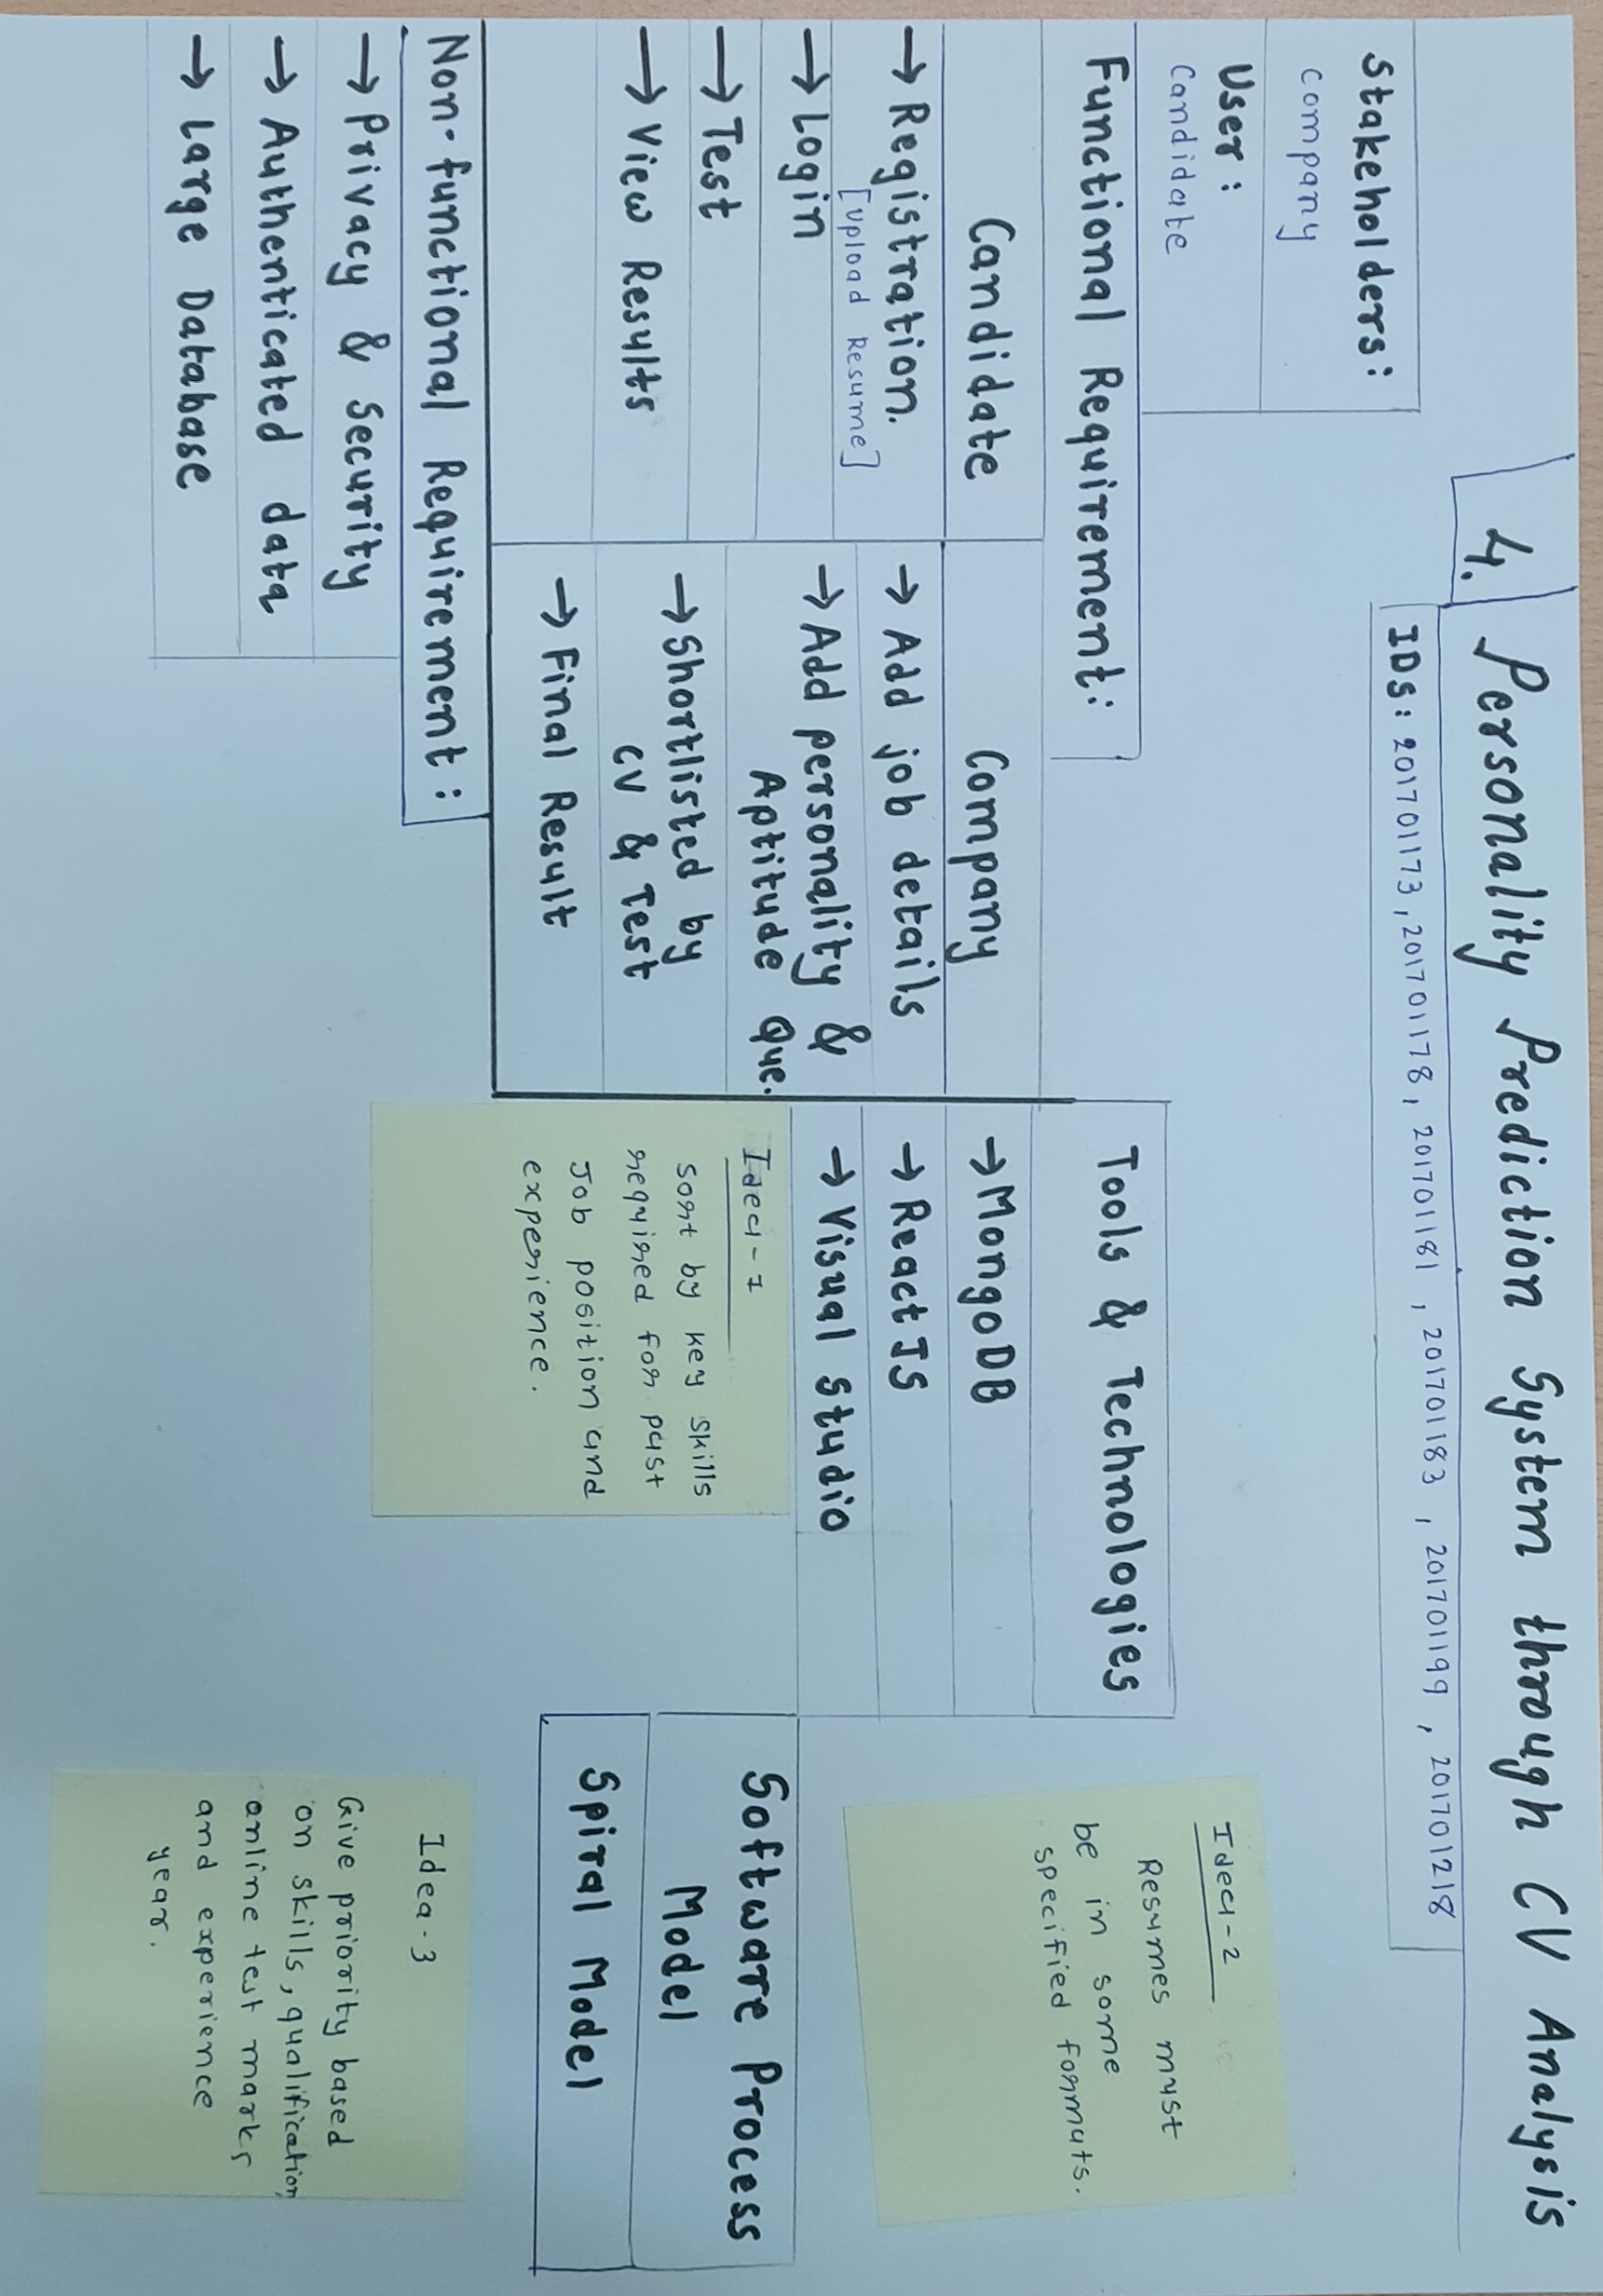 4. Personality Prediction System through CV Analysis
IDs: 201701173, 201701178, 201701181, 201701183, 201701199, 201701218
Stakeholders:
company
User:
Candidate
Functional Requirement:
Candidate
→ Registration.
[Upload Resume]
→ Login
→ Test
→ View Results
Company
→ Add job details
→ Add personality &
Aptitude Que.
→ Shortlisted by
CV & Test
→ Final Result
Non-functional Requirement:
→ Privacy & Security
→ Authenticated data
→ Large Database
Tools & Technologies
→ MongoDB
→ ReactJS
→ Visual Studio
Idea-1
sort by key skills
required for past
Job position and
experience.
Idea-2
Resumes must
be in some
specified formats.
Software Process
Model
Spiral Model
Idea-3
Give priority based
on skills, qualification,
online test marks
and experience
year.